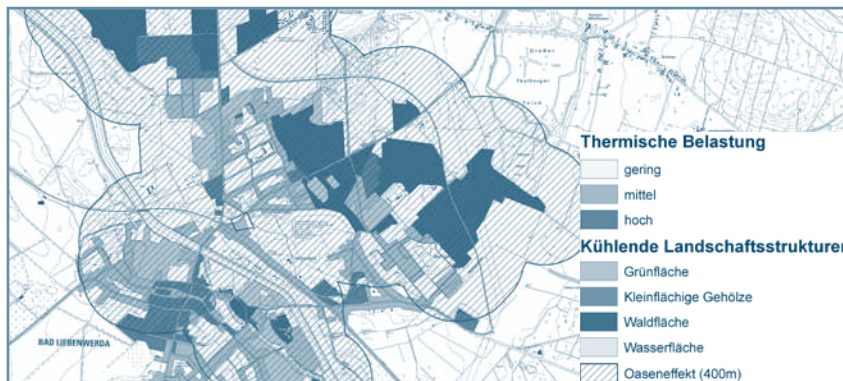 BAD LIEBENWERDA
Thermische Belastung
gering
mittel
hoch
Kühlende Landschaftsstrukturen
Grünfläche
Kleinflächige Gehölze
Waldfläche
Wasserfläche
Oaseneffekt (400m)